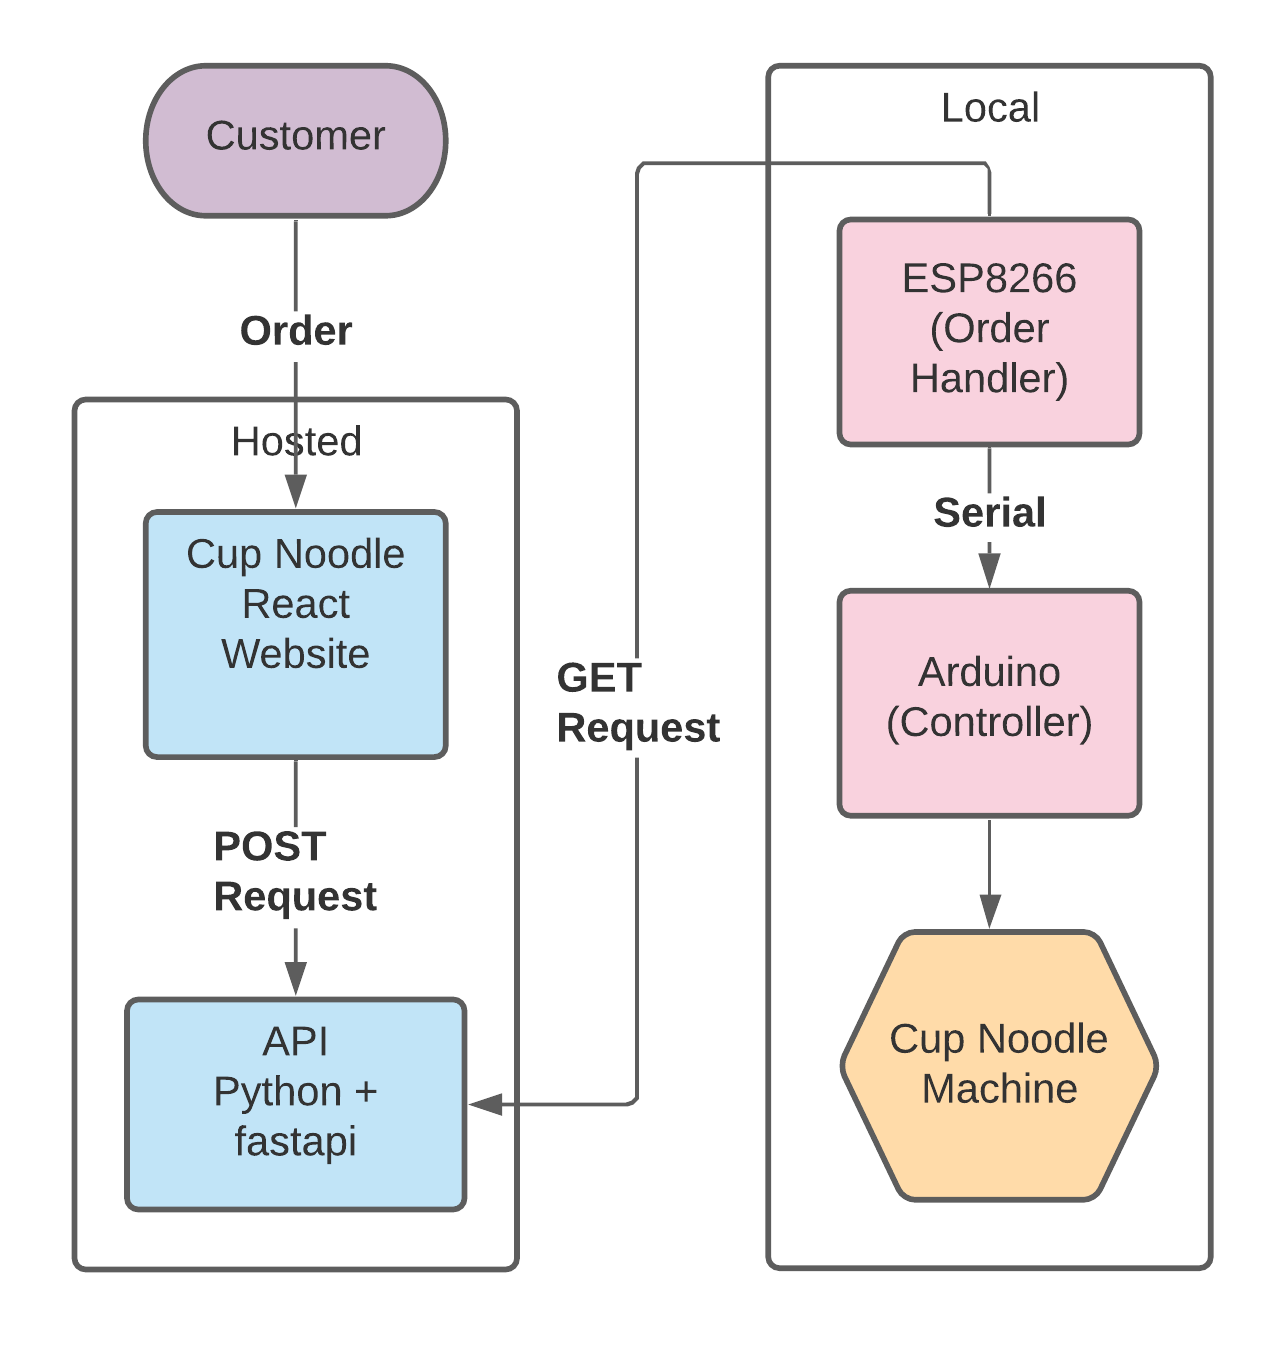 Customer
Order
Hosted
Cup Noodle
React
Website
POST
Request
API
Python +
fastapi
GET
Request
Local
ESP8266
(Order
Handler)
Serial
Arduino
(Controller)
Cup Noodle
Machine